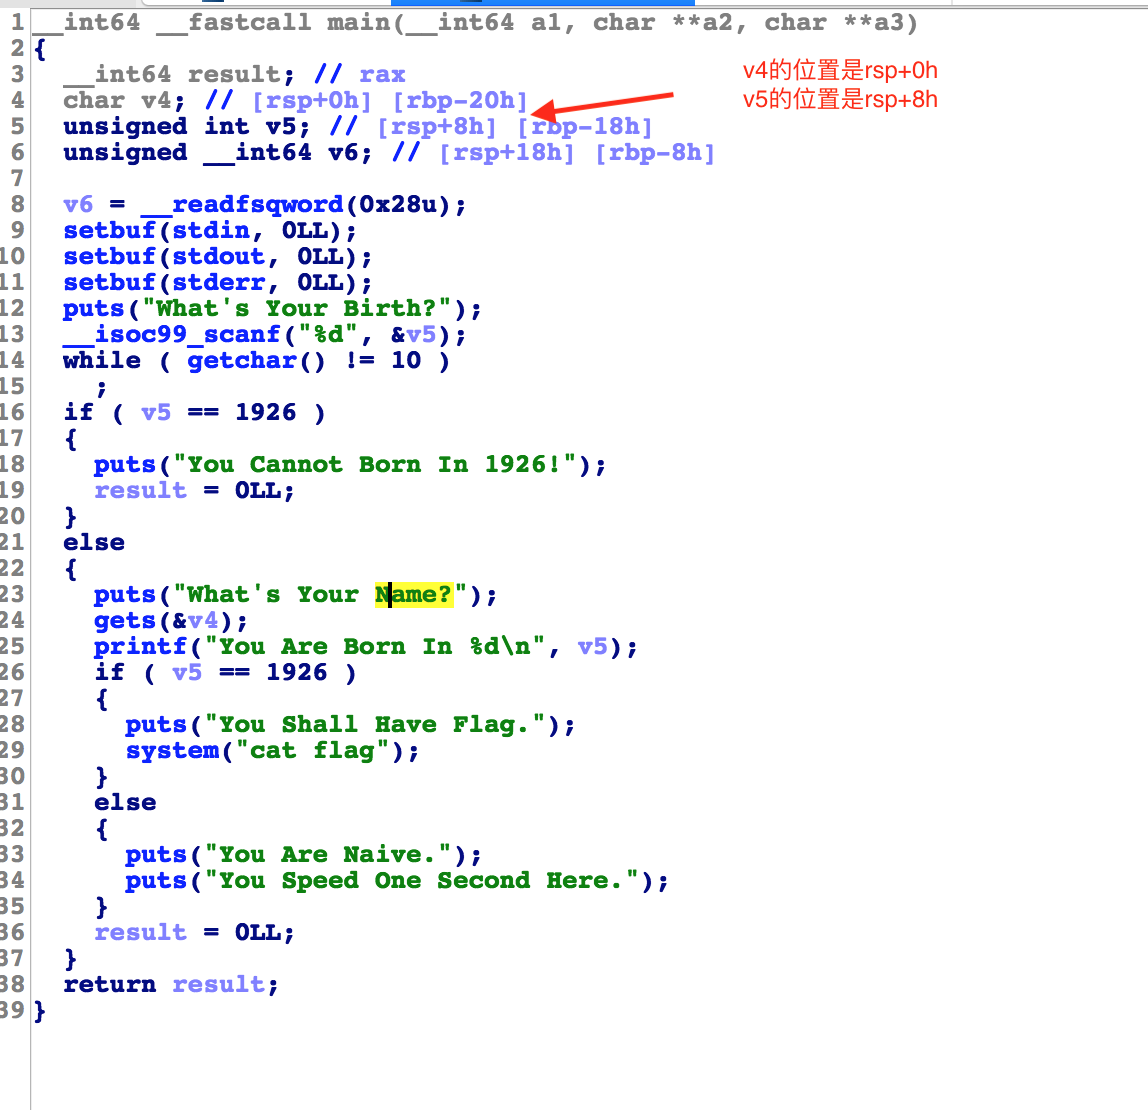 1 __int64 __fastcall main(__int64 a1, char **a2, char **a3)
2 {
3 __int64 result; // rax
4 char v4; // [rsp+0h] [rbp-20h]
5 unsigned int v5; // [rsp+8h] [rbp-18h]
6 unsigned __int64 v6; // [rsp+18h] [rbp-8h]
v4的位置是rsp+0h
v5的位置是rsp+8h
7
8 v6 = __readfsqword(0x28u);
9 setbuf(stdin, 0LL);
10 setbuf(stdout, 0LL);
11 setbuf(stderr, 0LL);
12 puts("What's Your Birth?");
13 __isoc99_scanf("%d", &v5);
14 while ( getchar() != 10 )
15 ;
16 if ( v5 == 1926 )
17 {
18 puts("You Cannot Born In 1926!");
19 result = 0LL;
20 }
21 else
22 {
23 puts("What's Your Name?");
24 gets(&v4);
25 printf("You Are Born In %d\n", v5);
26 if ( v5 == 1926 )
27 {
28 puts("You Shall Have Flag.");
29 system("cat flag");
30 }
31 else
32 {
33 puts("You Are Naive.");
34 puts("You Speed One Second Here.");
35 }
36 result = 0LL;
37 }
38 return result;
39 }